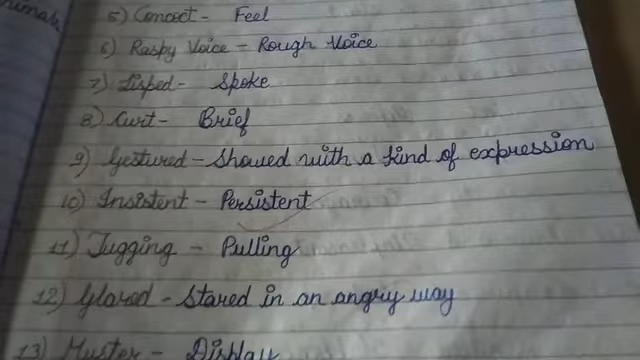 nimals
5) Concoct - Feel
6) Raspy Voice - Rough Voice
7) Lisped - Spoke
8) Curt - Brief
9) Gestured - Showed with a kind of expression
10) Insistent - Persistent
11) Tugging - Pulling
12) Glared - Stared in an angry way
13) Muster - Display